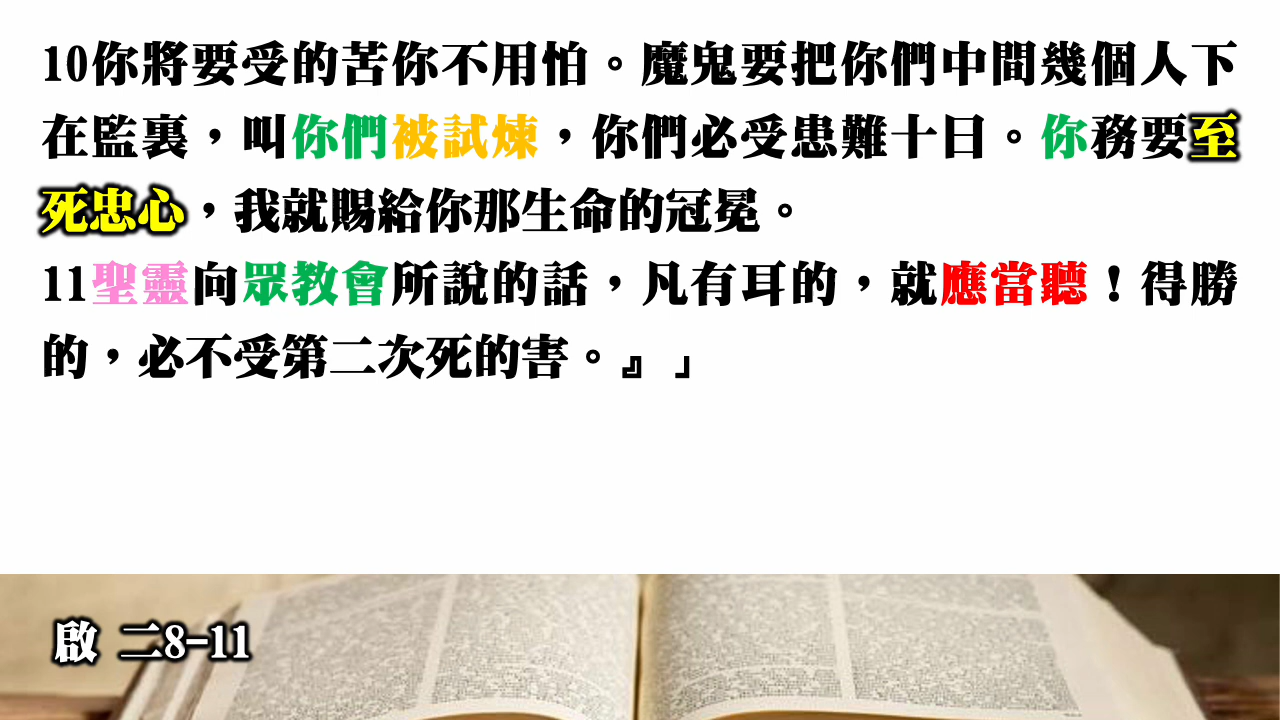 10你將要受的苦你不用怕。魔鬼要把你們中間幾個人下
在監裏，叫你們被試煉，你們必受患難十日。你務要至
死忠心，我就賜給你那生命的冠冕。
11聖靈向眾教會所說的話，凡有耳的，就應當聽！得勝
的，必不受第二次死的害。』」
啟 二8-11